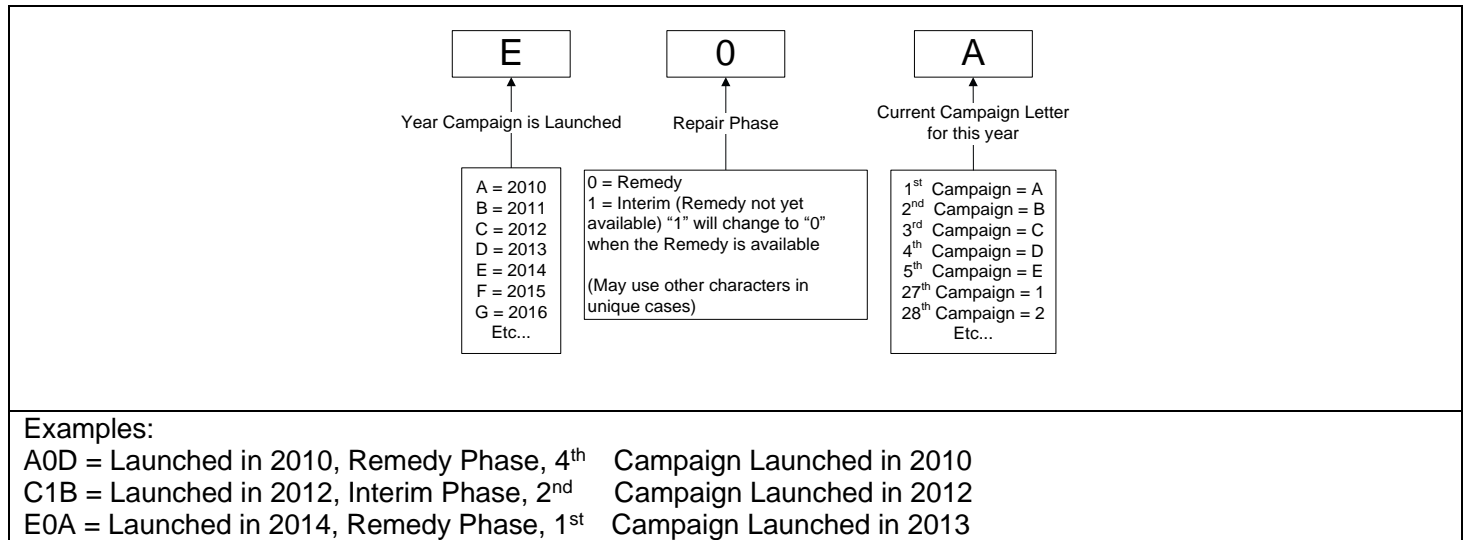 E 0 A
Year Campaign is Launched
Repair Phase
Current Campaign Letter
for this year
A = 2010
B = 2011
C = 2012
D = 2013
E = 2014
F = 2015
G = 2016
Etc...
0 = Remedy
1 = Interim (Remedy not yet
available) “1” will change to “0”
when the Remedy is available
(May use other characters in
unique cases)
1st Campaign = A
2nd Campaign = B
3rd Campaign = C
4th Campaign = D
5th Campaign = E
27th Campaign = 1
28th Campaign = 2
Etc...
Examples:
A0D = Launched in 2010, Remedy Phase, 4th Campaign Launched in 2010
C1B = Launched in 2012, Interim Phase, 2nd Campaign Launched in 2012
E0A = Launched in 2014, Remedy Phase, 1st Campaign Launched in 2013